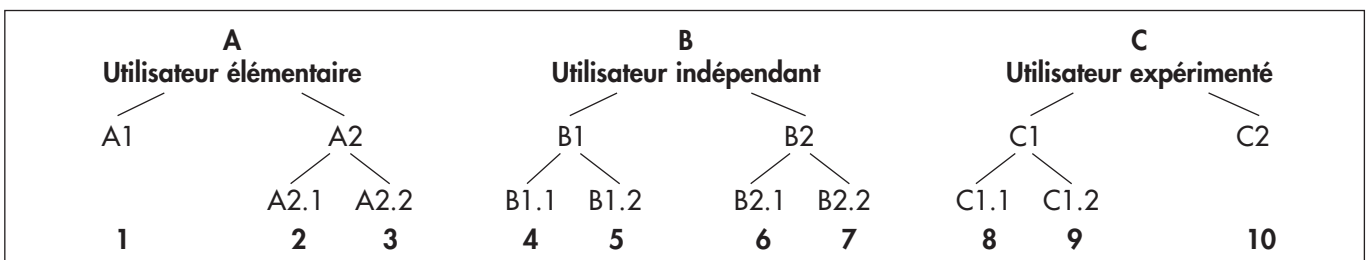 A B C
Utilisateur élémentaire Utilisateur indépendant Utilisateur expérimenté
A1 A2 B1 B2 C1 C2
A2.1 A2.2 B1.1 B1.2 B2.1 B2.2 C1.1 C1.2
1 2 3 4 5 6 7 8 9 10